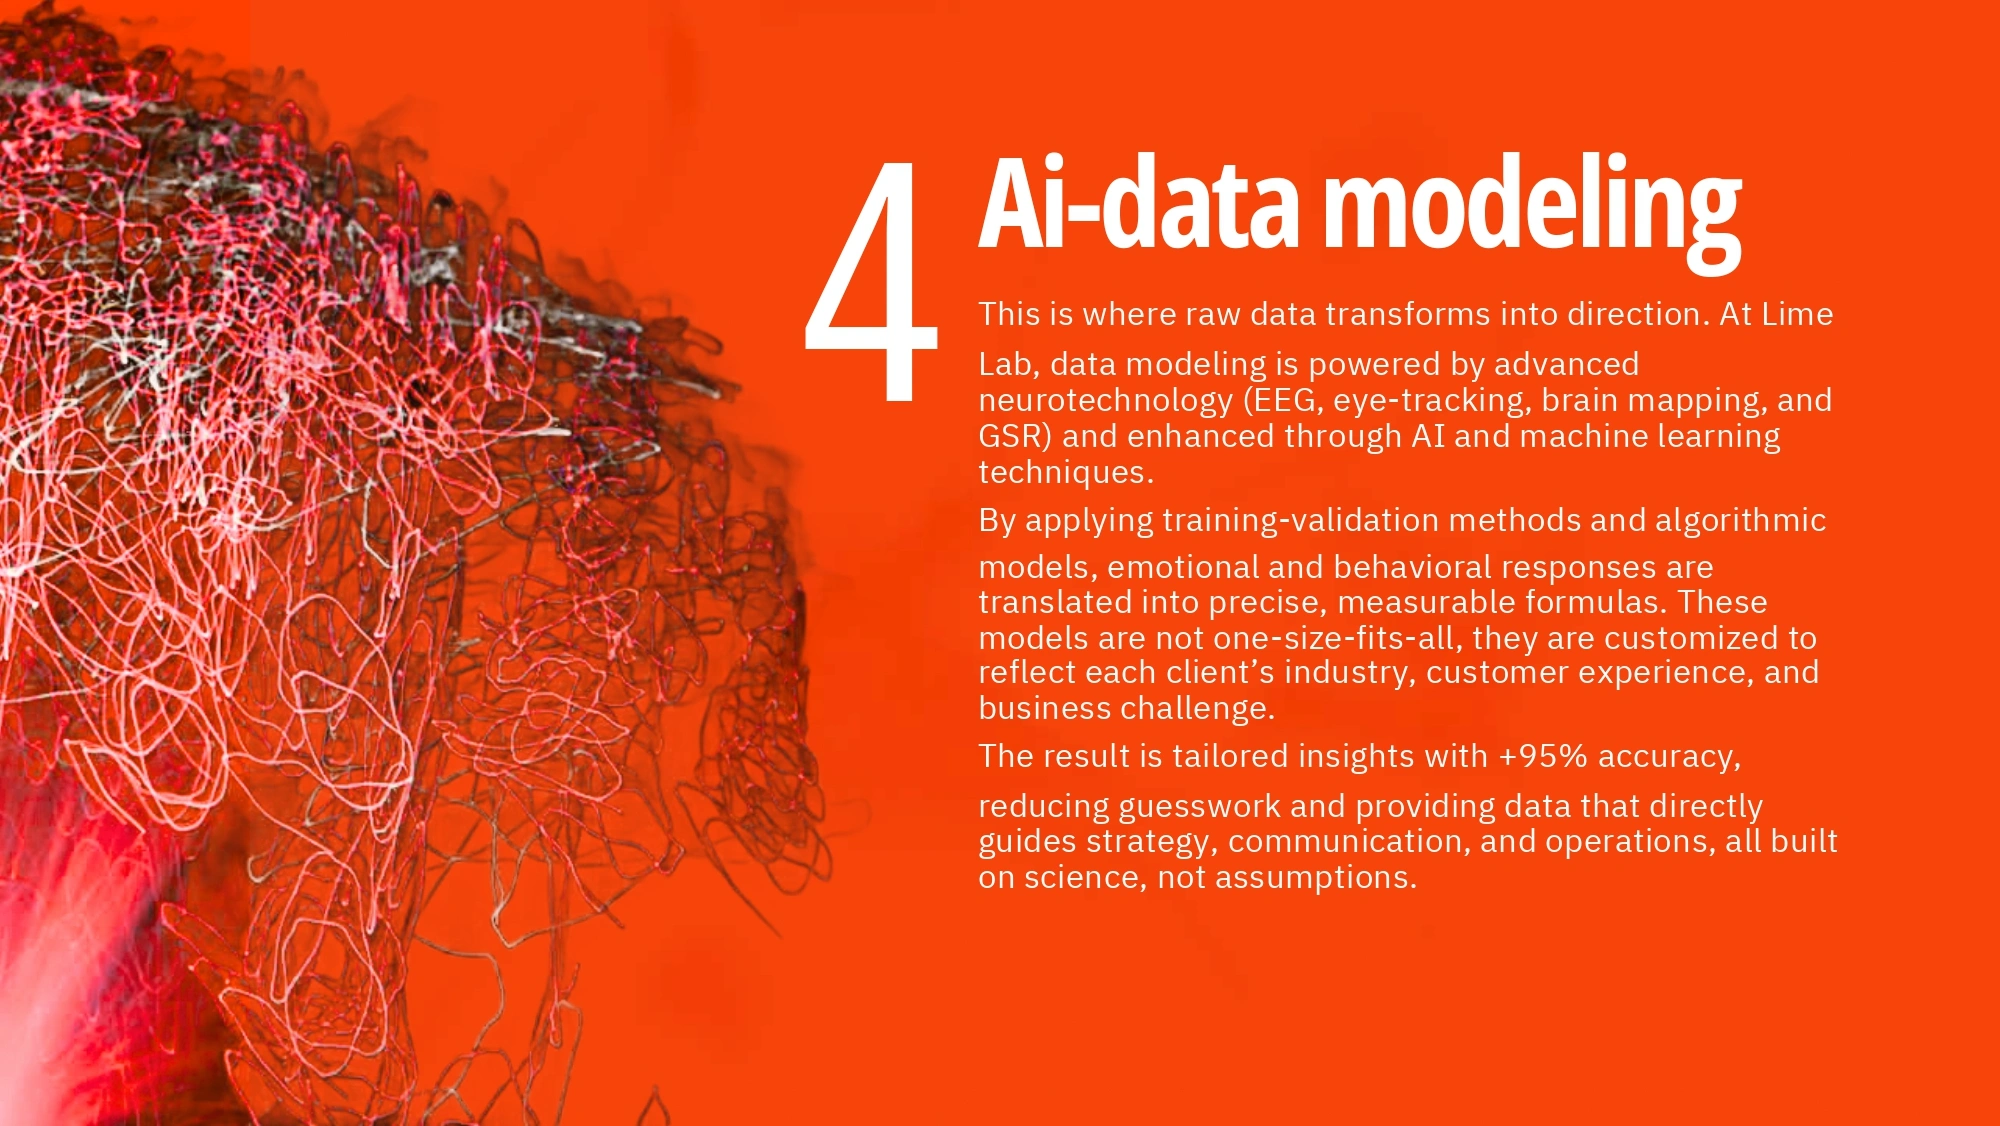 4
Ai-data modeling
This is where raw data transforms into direction. At Lime
Lab, data modeling is powered by advanced
neurotechnology (EEG, eye-tracking, brain mapping, and
GSR) and enhanced through AI and machine learning
techniques.
By applying training-validation methods and algorithmic
models, emotional and behavioral responses are
translated into precise, measurable formulas. These
models are not one-size-fits-all, they are customized to
reflect each client’s industry, customer experience, and
business challenge.
The result is tailored insights with +95% accuracy,
reducing guesswork and providing data that directly
guides strategy, communication, and operations, all built
on science, not assumptions.